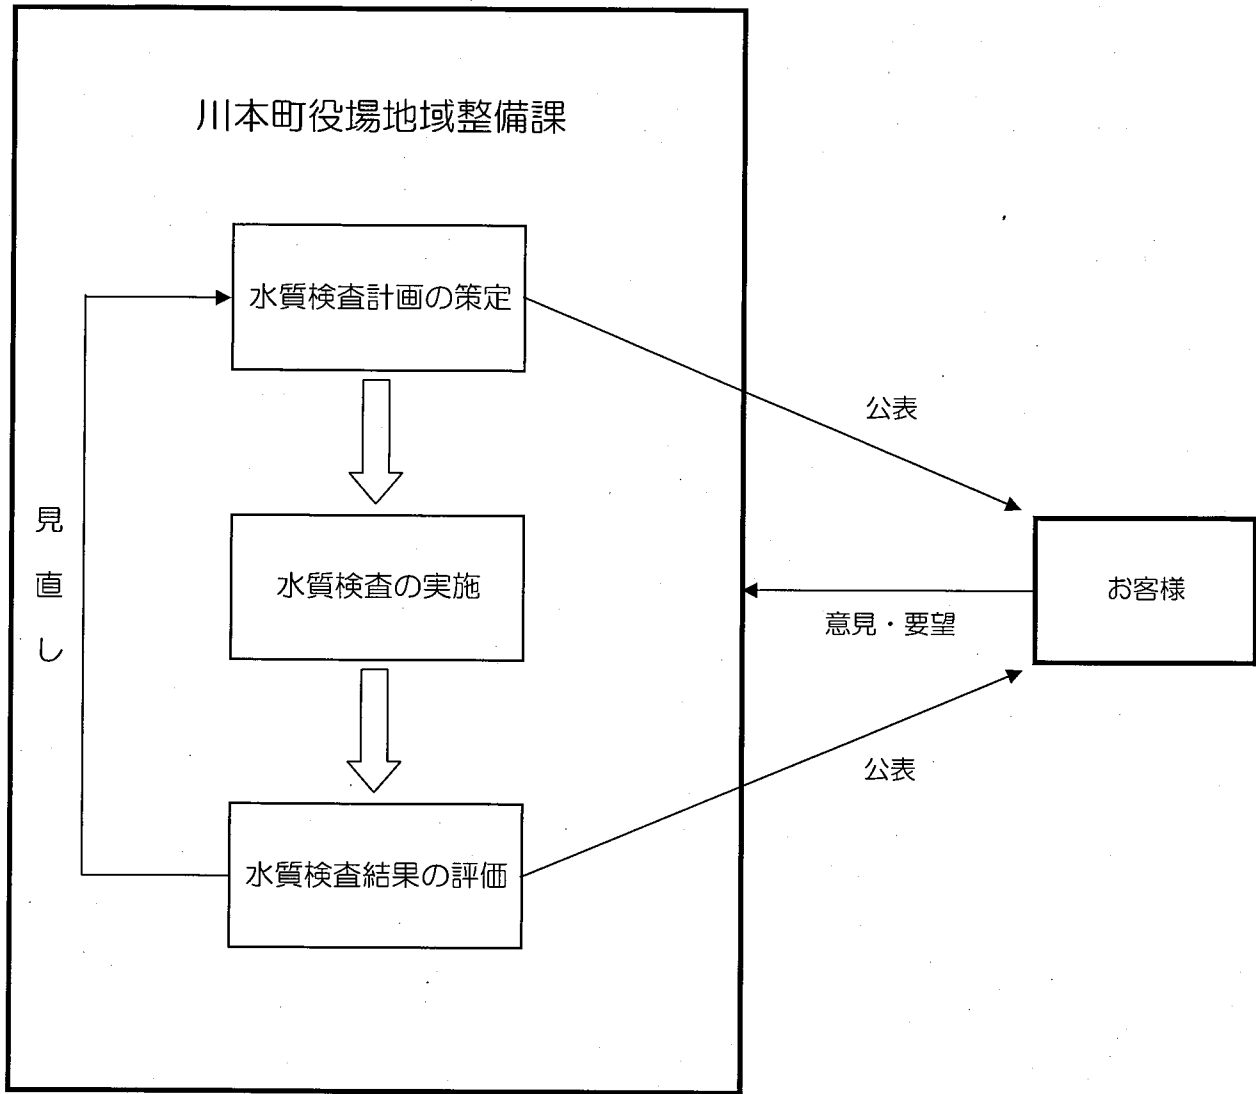 川本町役場地域整備課
水質検査計画の策定
公表
見直し
水質検査の実施
お客様
意見・要望
公表
水質検査結果の評価